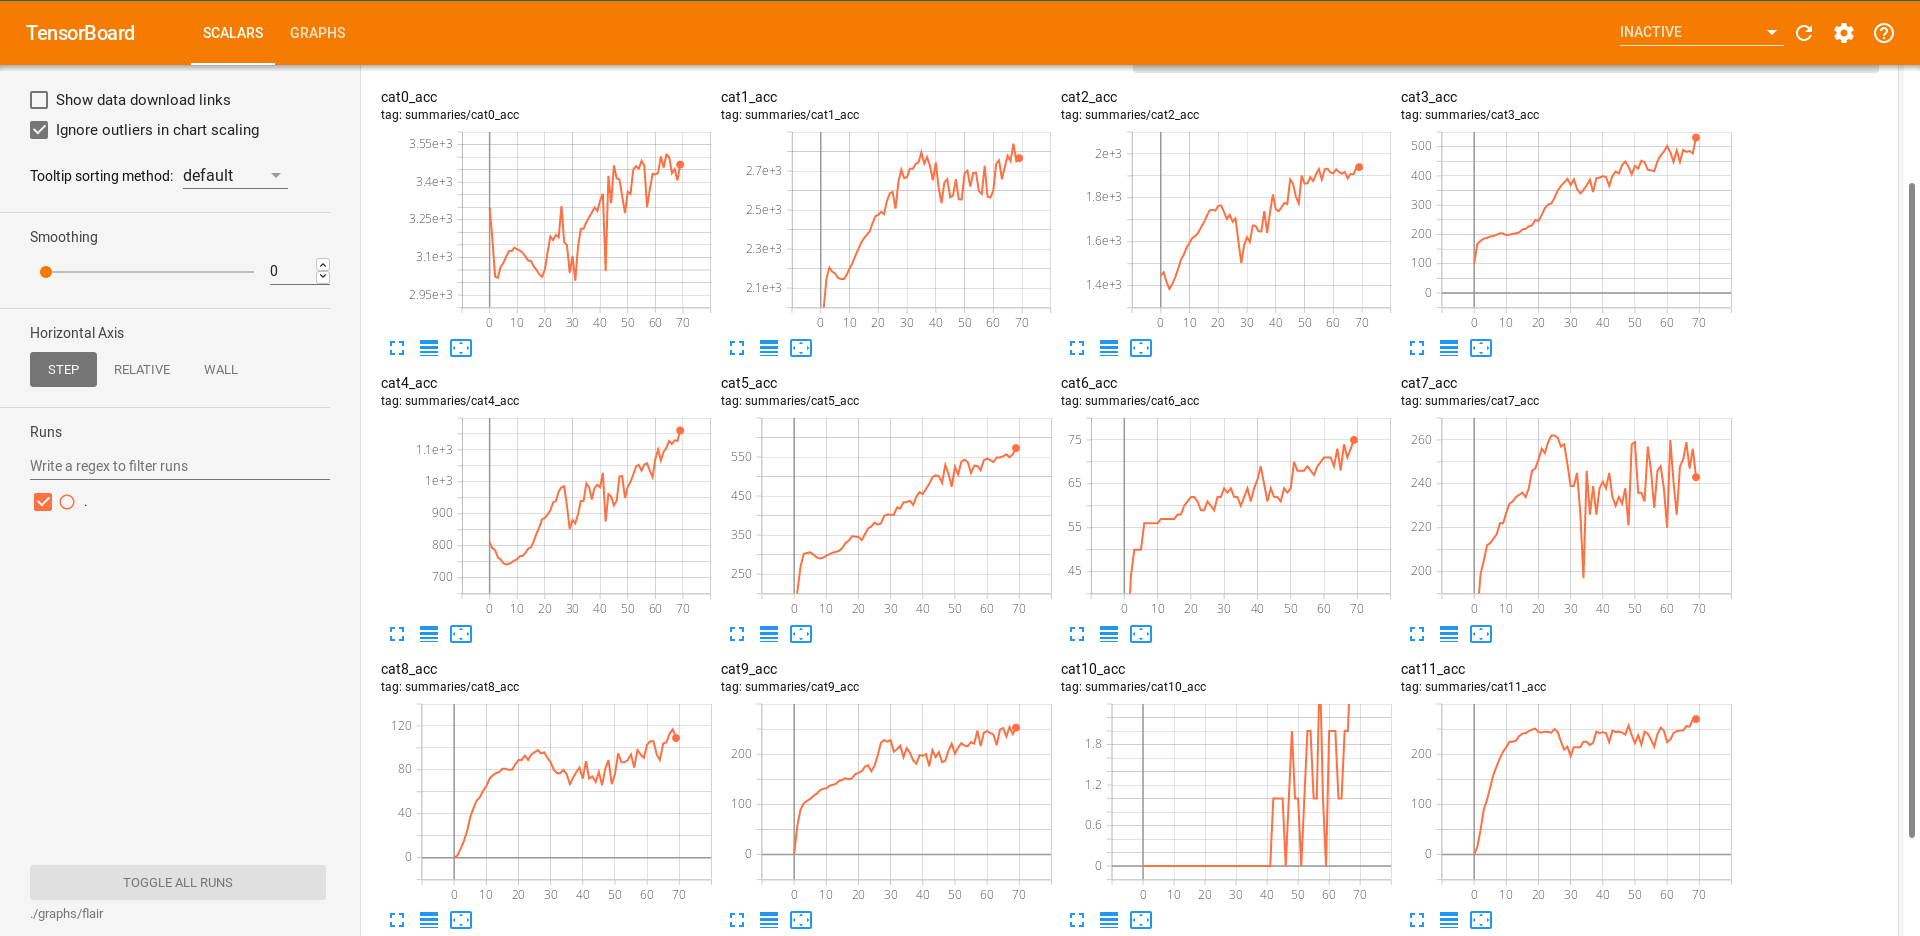 TensorBoard SCALARS GRAPHS INACTIVE
Show data download links
Ignore outliers in chart scaling
Tooltip sorting method: default
Smoothing
0
Horizontal Axis
STEP RELATIVE WALL
Runs
Write a regex to filter runs
.
TOGGLE ALL RUNS
./graphs/flair
cat0_acc
tag: summaries/cat0_acc
3.55e+3
3.4e+3
3.25e+3
3.1e+3
2.95e+3
0 10 20 30 40 50 60 70
cat1_acc
tag: summaries/cat1_acc
2.7e+3
2.5e+3
2.3e+3
2.1e+3
0 10 20 30 40 50 60 70
cat2_acc
tag: summaries/cat2_acc
2e+3
1.8e+3
1.6e+3
1.4e+3
0 10 20 30 40 50 60 70
cat3_acc
tag: summaries/cat3_acc
500
400
300
200
100
0
0 10 20 30 40 50 60 70
cat4_acc
tag: summaries/cat4_acc
1.1e+3
1e+3
900
800
700
0 10 20 30 40 50 60 70
cat5_acc
tag: summaries/cat5_acc
550
450
350
250
0 10 20 30 40 50 60 70
cat6_acc
tag: summaries/cat6_acc
75
65
55
45
0 10 20 30 40 50 60 70
cat7_acc
tag: summaries/cat7_acc
260
240
220
200
0 10 20 30 40 50 60 70
cat8_acc
tag: summaries/cat8_acc
120
80
40
0
0 10 20 30 40 50 60 70
cat9_acc
tag: summaries/cat9_acc
200
100
0
0 10 20 30 40 50 60 70
cat10_acc
tag: summaries/cat10_acc
1.8
1.2
0.6
0
0 10 20 30 40 50 60 70
cat11_acc
tag: summaries/cat11_acc
200
100
0
0 10 20 30 40 50 60 70